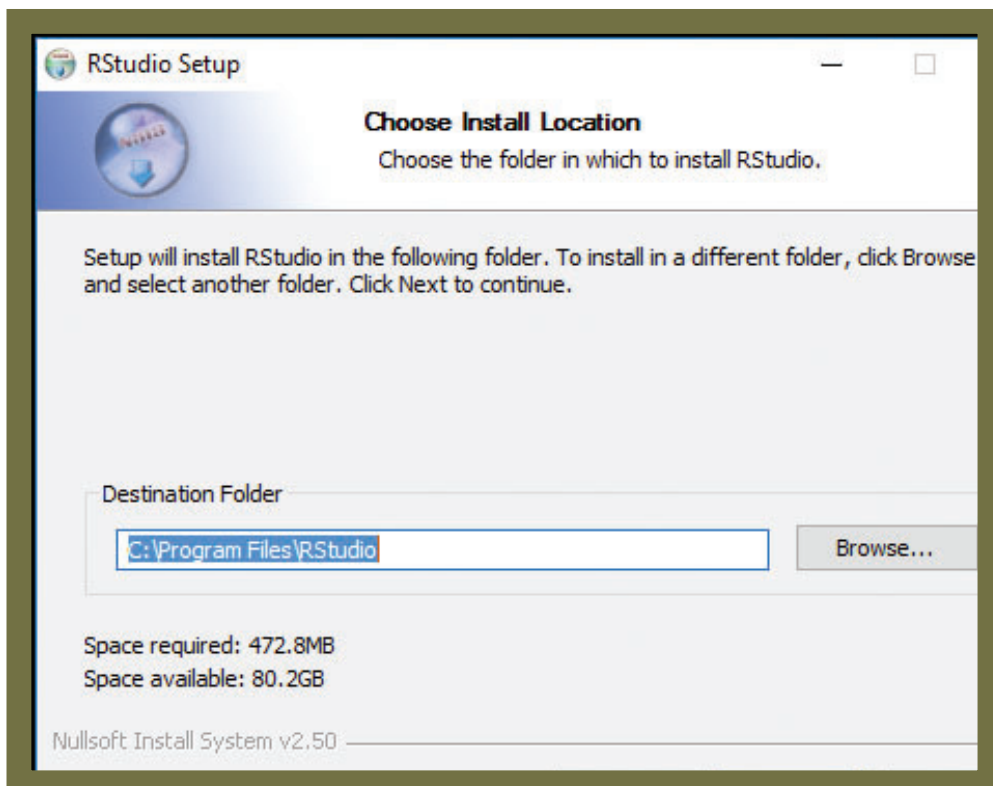 RStudio Setup
Choose Install Location
Choose the folder in which to install RStudio.
Setup will install RStudio in the following folder. To install in a different folder, click Browse
and select another folder. Click Next to continue.
Destination Folder
C:\Program Files\RStudio
Browse...
Space required: 472.8MB
Space available: 80.2GB
Nullsoft Install System v2.50